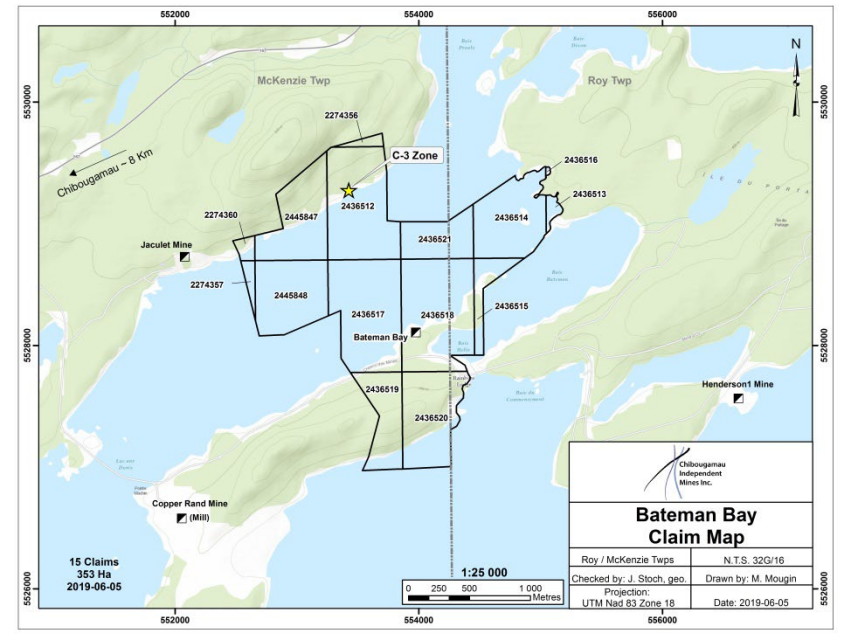 552000
554000
556000
5530000
5530000
McKenzie Twp
Roy Twp
N
2274356
Chibougamau ~ 8 Km
C-3 Zone
2436516
2436513
2436512
2445847
2436514
2274360
2436521
Jaculet Mine
2274357
2445848
2436517
2436518
2436515
Bateman Bay
5528000
5528000
2436519
2436520
Henderson1 Mine
Copper Rand Mine
(Mill)
15 Claims
353 Ha
2019-06-05
1:25 000
0 250 500 1 000
Metres
Chibougamau
Independent
Mines Inc.
Bateman Bay
Claim Map
Roy / McKenzie Twps
N.T.S. 32G/16
Checked by: J. Stoch, geo.
Drawn by: M. Mougin
Projection:
UTM Nad 83 Zone 18
Date: 2019-06-05
5526000
5526000
552000
554000
556000